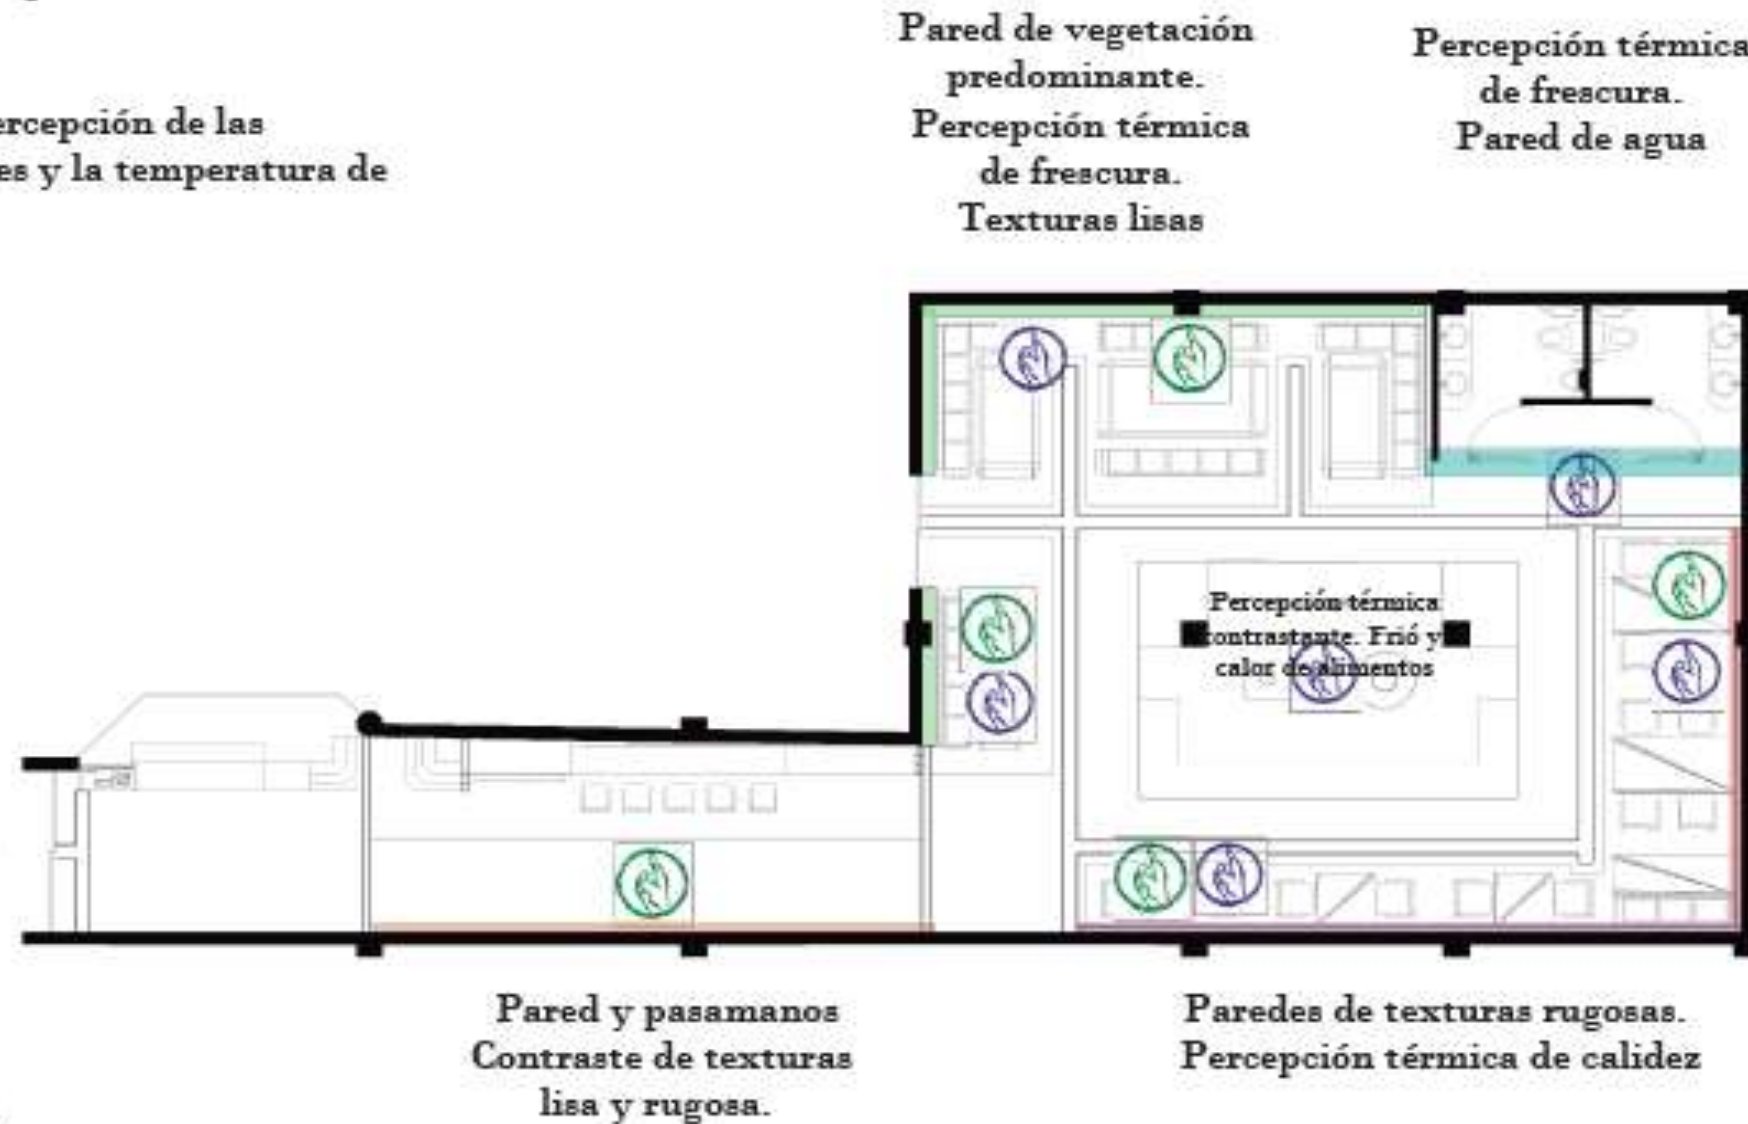 ercepción de las
es y la temperatura de
Pared de vegetación
predominante.
Percepción térmica
de frescura.
Texturas lisas
Percepción térmica
de frescura.
Pared de agua
Percepción térmica
contrastante. Frió y
calor de alimentos
Pared y pasamanos
Contraste de texturas
lisa y rugosa.
Paredes de texturas rugosas.
Percepción térmica de calidez